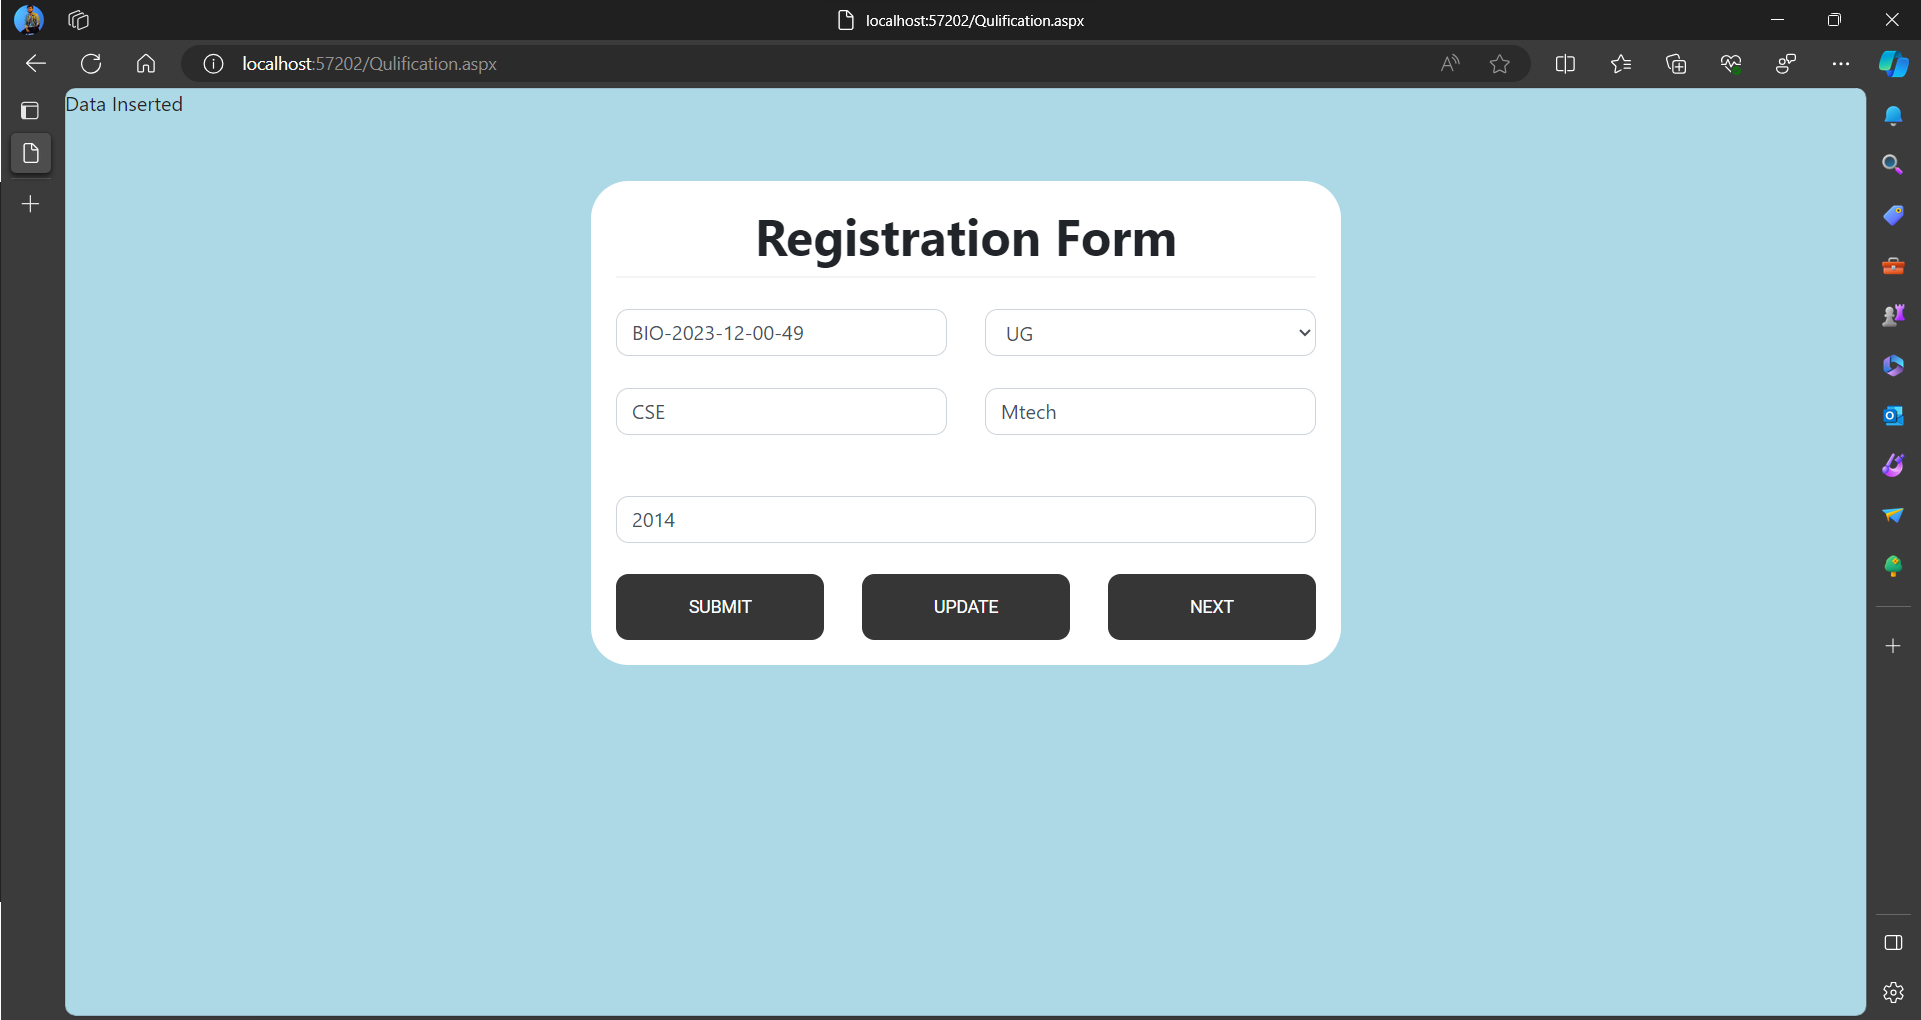 localhost:57202/Qulification.aspx
localhost:57202/Qulification.aspx
Data Inserted
Registration Form
BIO-2023-12-00-49
UG
CSE
Mtech
2014
SUBMIT
UPDATE
NEXT